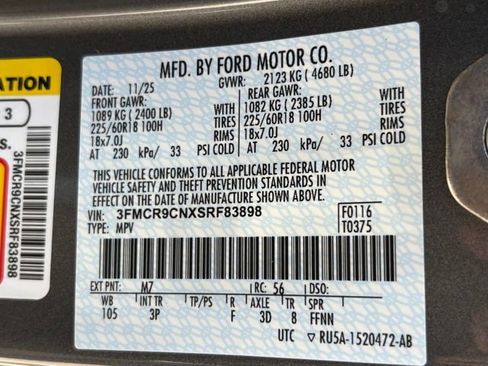 ATION
3
S.
3FMCR9CNXSRF83898
MFD. BY FORD MOTOR CO.
11/25 GVWR: 2123 KG ( 4680 LB)
FRONT GAWR: REAR GAWR:
1089 KG ( 2400 LB) WITH 1082 KG ( 2385 LB) WITH
225/60R18 100H TIRES 225/60R18 100H TIRES
18x7.0J RIMS 18x7.0J RIMS
AT 230 kPa/ 33 PSI COLD AT 230 kPa/ 33 PSI COLD
THIS VEHICLE CONFORMS TO ALL APPLICABLE FEDERAL MOTOR
VEHICLE SAFETY AND THEFT PREVENTION STANDARDS IN
EFFECT ON THE DATE OF MANUFACTURE SHOWN ABOVE.
VIN: 3FMCR9CNXSRF83898 F0116
TYPE: MPV T0375
EXT PNT: M7 RC: 56 DSO:
WB INT TR TP/PS R AXLE TR SPR
105 3P F 3D 8 FFNN
UTC RU5A-1520472-AB